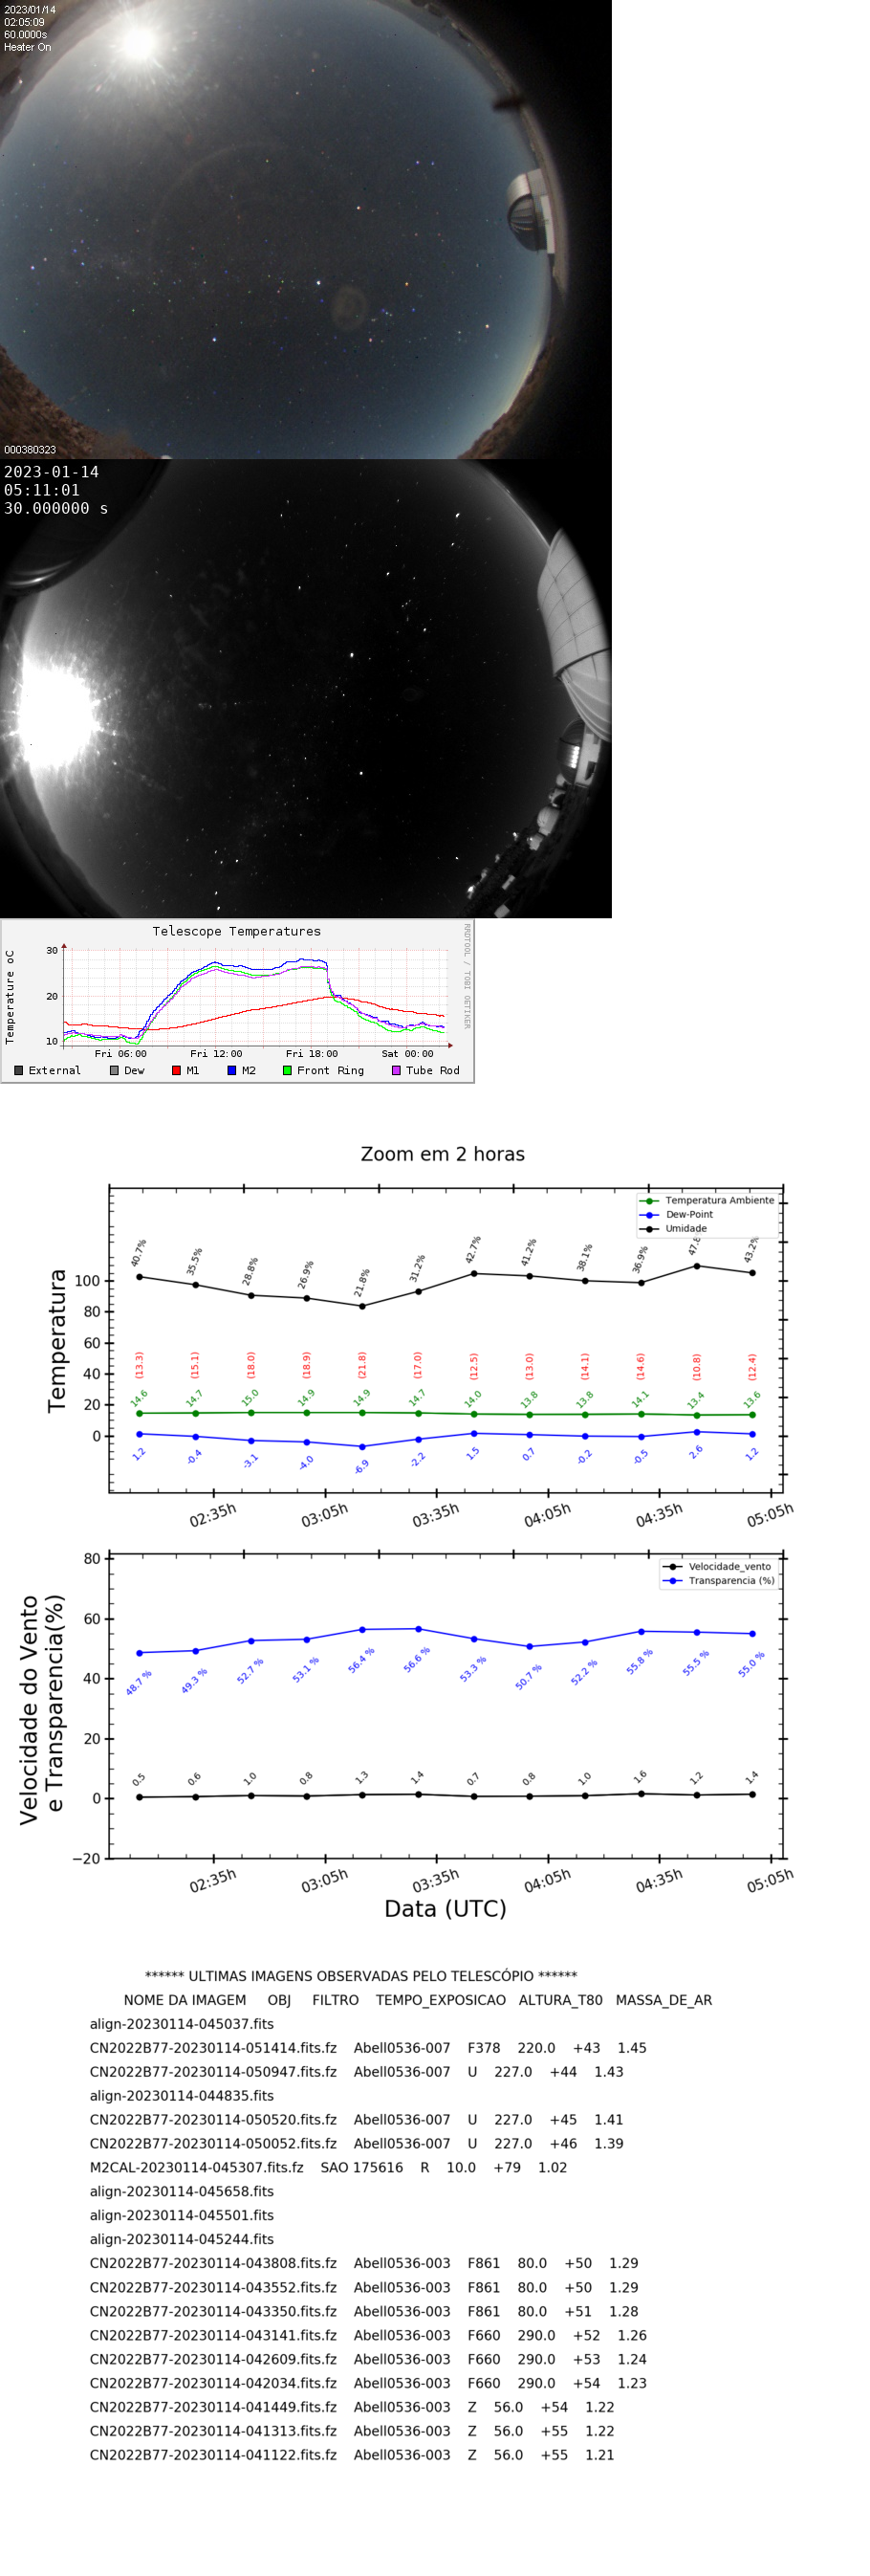 2023/01/14
02:05:09
60.0000s
Heater On
000380323
2023-01-14
05:11:01
30.000000 s
Telescope Temperatures
RRDTOOL / TOBI OETIKER
Temperature oC
30
20
10
Fri 06:00 Fri 12:00 Fri 18:00 Sat 00:00
External Dew M1 M2 Front Ring Tube Rod
Zoom em 2 horas
Temperatura Ambiente
Dew-Point
Umidade
Temperatura
100
80
60
40
20
0
40.7% 35.5% 28.8% 26.9% 21.8% 31.2% 42.7% 41.2% 38.1% 36.9% 43.2%
(13.3) (15.1) (18.0) (18.9) (21.8) (17.0) (12.5) (13.0) (14.1) (14.6) (10.8) (12.4)
14.6 14.7 15.0 14.9 14.9 14.7 14.0 13.8 13.8 14.1 13.4 13.6
1.2 -0.4 -3.1 -4.0 -6.9 -2.2 1.5 0.7 -0.2 -0.5 2.6 1.2
02:35h 03:05h 03:35h 04:05h 04:35h 05:05h
Velocidade_vento
Transparencia (%)
Velocidade do Vento
e Transparencia(%)
80
60
40
20
0
−20
48.7 % 49.3 % 52.7 % 53.1 % 56.4 % 56.6 % 53.3 % 50.7 % 52.2 % 55.8 % 55.5 % 55.0 %
0.5 0.6 1.0 0.8 1.3 1.4 0.7 0.8 1.0 1.6 1.2 1.4
02:35h 03:05h 03:35h 04:05h 04:35h 05:05h
Data (UTC)
****** ULTIMAS IMAGENS OBSERVADAS PELO TELESCÓPIO ******
NOME DA IMAGEM OBJ FILTRO TEMPO_EXPOSICAO ALTURA_T80 MASSA_DE_AR
align-20230114-045037.fits
CN2022B77-20230114-051414.fits.fz Abell0536-007 F378 220.0 +43 1.45
CN2022B77-20230114-050947.fits.fz Abell0536-007 U 227.0 +44 1.43
align-20230114-044835.fits
CN2022B77-20230114-050520.fits.fz Abell0536-007 U 227.0 +45 1.41
CN2022B77-20230114-050052.fits.fz Abell0536-007 U 227.0 +46 1.39
M2CAL-20230114-045307.fits.fz SAO 175616 R 10.0 +79 1.02
align-20230114-045658.fits
align-20230114-045501.fits
align-20230114-045244.fits
CN2022B77-20230114-043808.fits.fz Abell0536-003 F861 80.0 +50 1.29
CN2022B77-20230114-043552.fits.fz Abell0536-003 F861 80.0 +50 1.29
CN2022B77-20230114-043350.fits.fz Abell0536-003 F861 80.0 +51 1.28
CN2022B77-20230114-043141.fits.fz Abell0536-003 F660 290.0 +52 1.26
CN2022B77-20230114-042609.fits.fz Abell0536-003 F660 290.0 +53 1.24
CN2022B77-20230114-042034.fits.fz Abell0536-003 F660 290.0 +54 1.23
CN2022B77-20230114-041449.fits.fz Abell0536-003 Z 56.0 +54 1.22
CN2022B77-20230114-041313.fits.fz Abell0536-003 Z 56.0 +55 1.22
CN2022B77-20230114-041122.fits.fz Abell0536-003 Z 56.0 +55 1.21